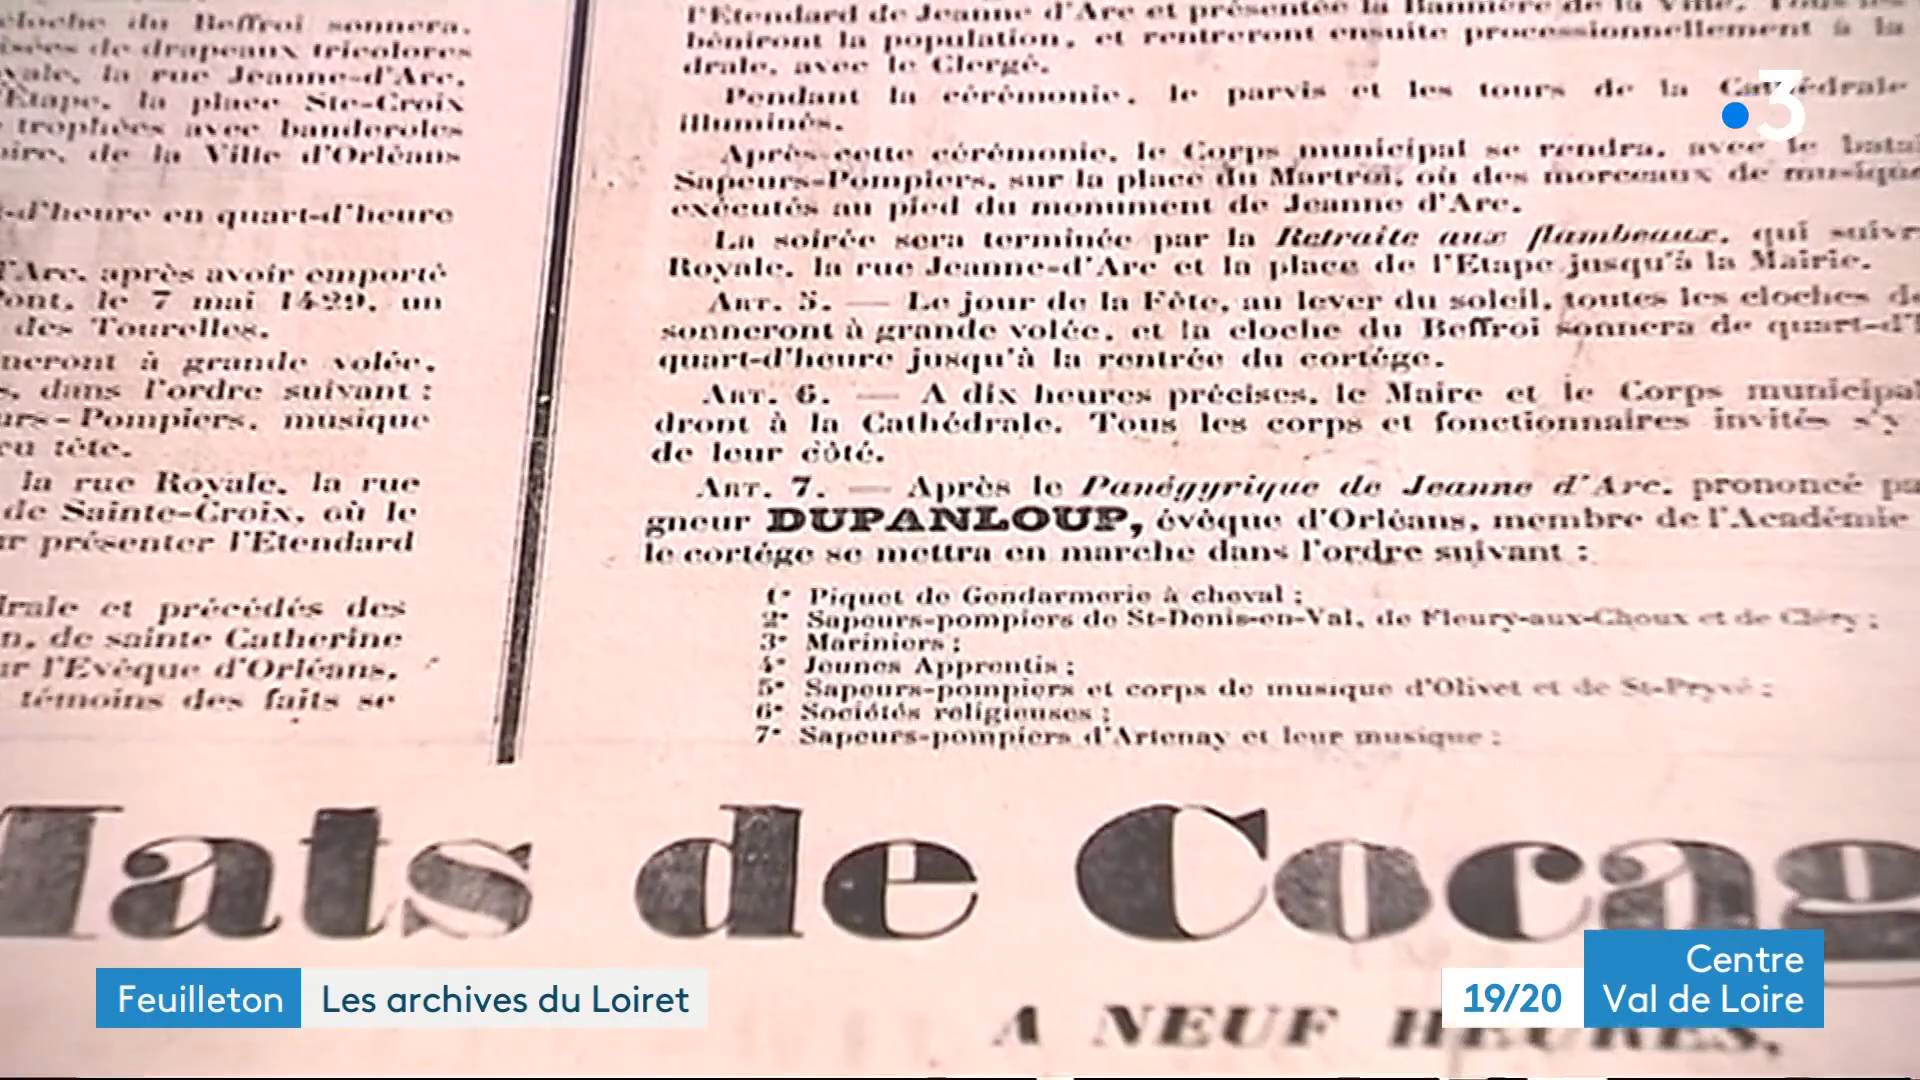 cloche du Beffroi sonnera.
de drapeaux tricolores
la rue Jeanne-d'Arc,
la place Ste-Croix
trophées avec banderoles
de la Ville d'Orléans
-d'heure en quart-d'heure
d'Arc, après avoir emporté
Pont, le 7 mai 1429, un
des Tourelles.
à grande volée,
dans l'ordre suivant :
-Pompiers, musique
en tête.
la rue Royale, la rue
de Sainte-Croix, où le
présenter l'Etendard
et précédés des
de sainte Catherine
l'Evêque d'Orléans,
témoins des faits se
l'Etendard de Jeanne d'Arc et présentée la Bannière de la Ville.
béniront la population, et rentreront ensuite processionnellement à la
drale, avec le Clergé.
Pendant la cérémonie, le parvis et les tours de la Cathédrale
illuminés.
Après cette cérémonie, le Corps municipal se rendra, avec le
Sapeurs-Pompiers, sur la place du Martroi, où des morceaux de musique
exécutés au pied du monument de Jeanne d'Arc.
La soirée sera terminée par la Retraite aux flambeaux, qui
Royale, la rue Jeanne-d'Arc et la place de l'Etape jusqu'à la Mairie.
ART. 5. — Le jour de la Fête, au lever du soleil, toutes les cloches
sonneront à grande volée, et la cloche du Beffroi sonnera de quart-d'
quart-d'heure jusqu'à la rentrée du cortége.
ART. 6. — A dix heures précises, le Maire et le Corps municipal
dront à la Cathédrale. Tous les corps et fonctionnaires invités s'y
de leur côté.
ART. 7. — Après le Panégyrique de Jeanne d'Arc, prononcé
gneur DUPANLOUP, évêque d'Orléans, membre de l'Académie
le cortége se mettra en marche dans l'ordre suivant :
1° Piquet de Gendarmerie à cheval ;
2° Sapeurs-pompiers de St-Denis-en-Val, de Fleury-aux-Choux et de Cléry ;
3° Mariniers ;
4° Jeunes Apprentis ;
5° Sapeurs-pompiers et corps de musique d'Olivet et de St-Pryvé ;
6° Sociétés religieuses ;
7° Sapeurs-pompiers d'Artenay et leur musique ;
Mats de Cocag
A NEUF HEURES,
3
Feuilleton Les archives du Loiret
19/20 Centre
Val de Loire